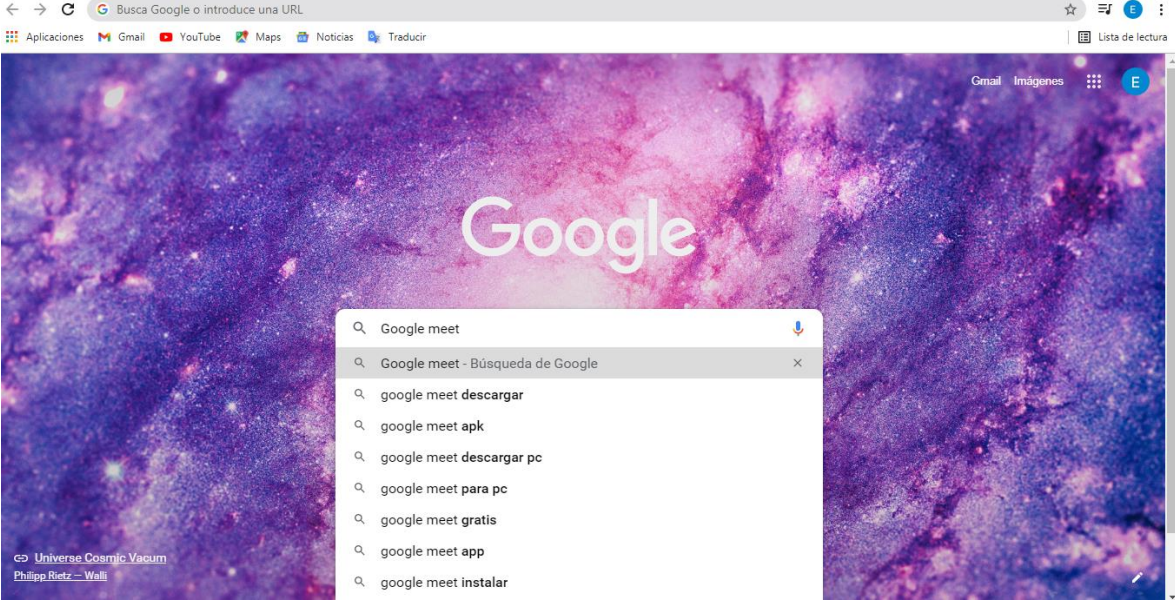 Busca Google o introduce una URL
E
Aplicaciones Gmail YouTube Maps Noticias Traducir Lista de lectura
Gmail Imágenes E
Google
Google meet
Google meet - Búsqueda de Google
google meet descargar
google meet apk
google meet descargar pc
google meet para pc
google meet gratis
google meet app
google meet instalar
Universe Cosmic Vacum
Philipp Rietz — Walli